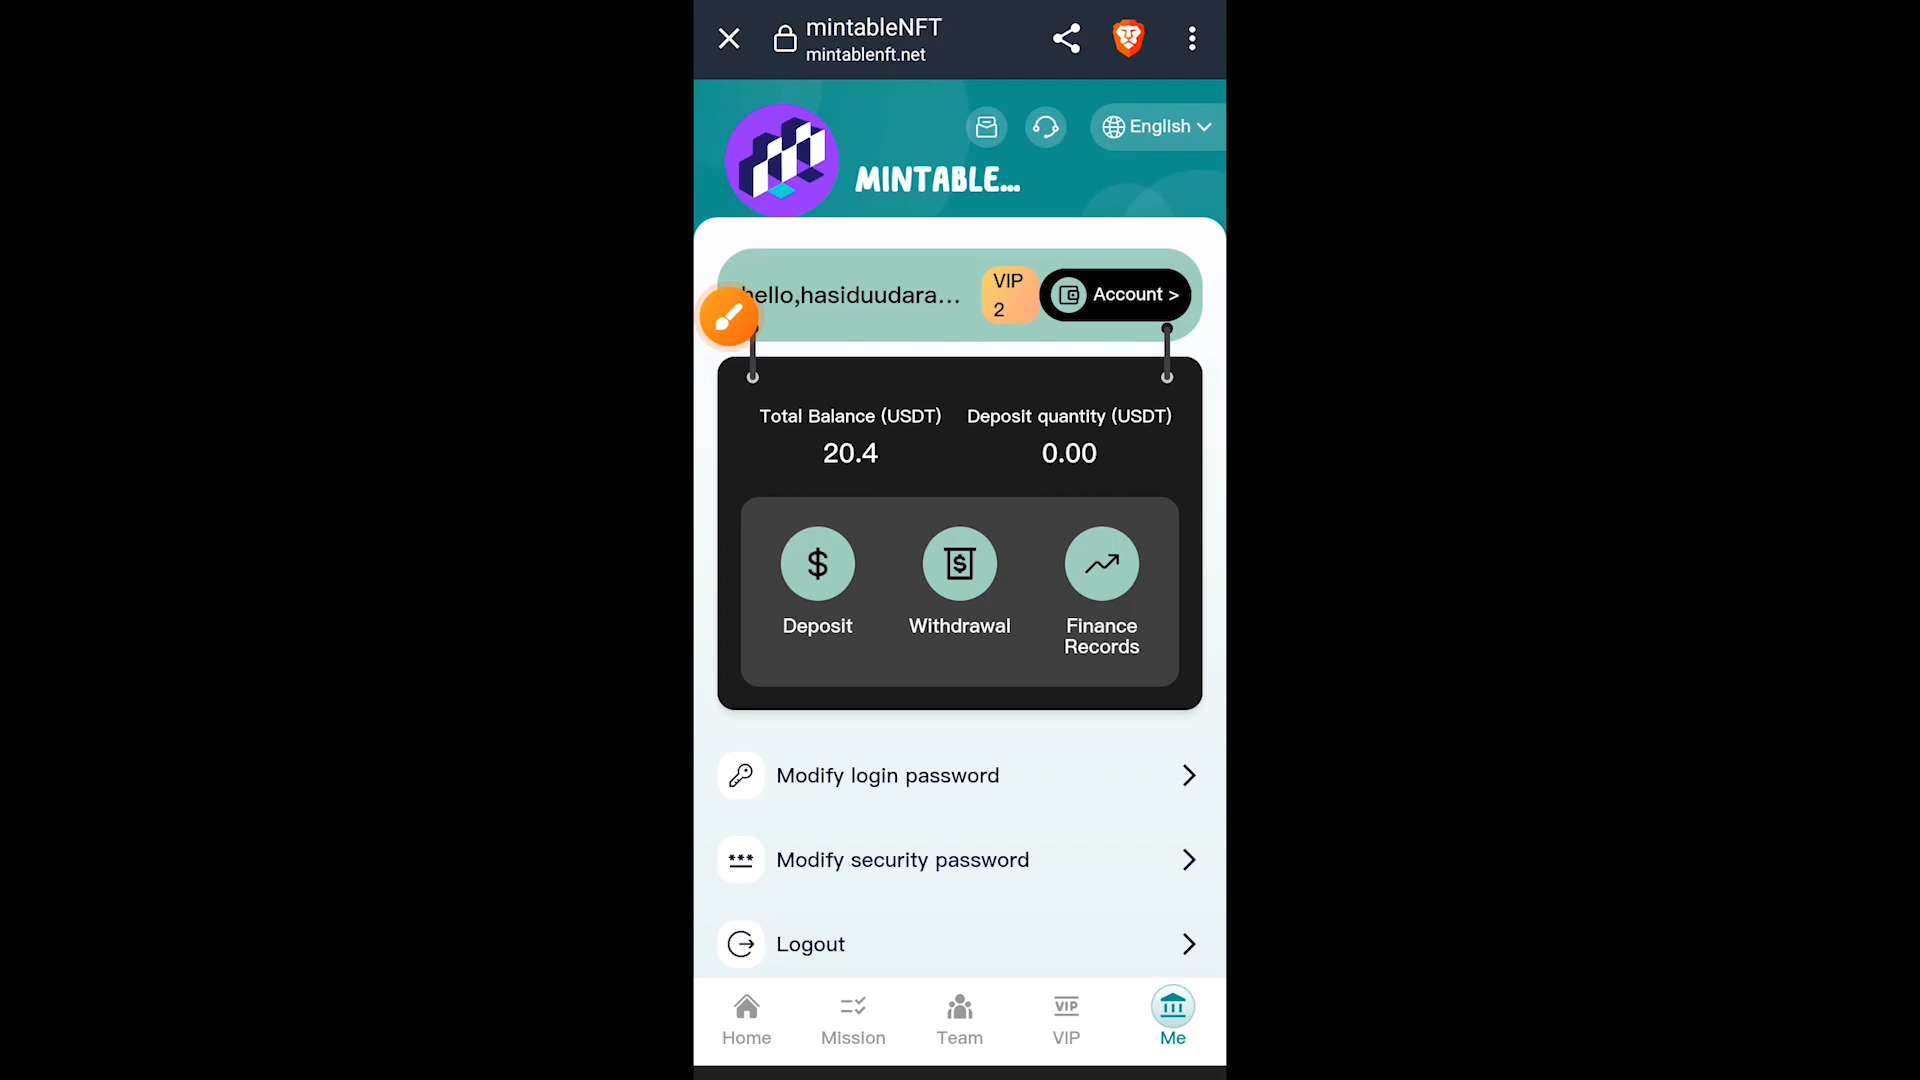 mintableNFT
mintablenft.net
English
MINTABLE...
hello,hasiduudara...
VIP
2
Account >
Total Balance (USDT)
Deposit quantity (USDT)
20.4
0.00
Deposit
Withdrawal
Finance
Records
Modify login password
Modify security password
Logout
Home
Mission
Team
VIP
VIP
Me